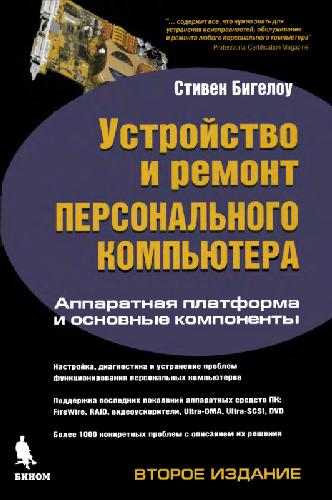 "... содержит все, что нужно знать для
устранения неисправностей, обслуживания
и ремонта любого персонального компьютера"
Professional Certification Magazine
Стивен Бигелоу
Устройство
и ремонт
ПЕРСОНАЛЬНОГО
КОМПЬЮТЕРА
Аппаратная платформа
и основные компоненты
Настройка, диагностика и устранение проблем
функционирования персональных компьютеров
Поддержка последних поколений аппаратных средств ПК:
FireWire, RAID, видеоускорители, Ultra-DMA, Ultra-SCSI, DVD
Более 1000 конкретных проблем с описанием их решения
БИНОМ
ВТОРОЕ ИЗДАНИЕ